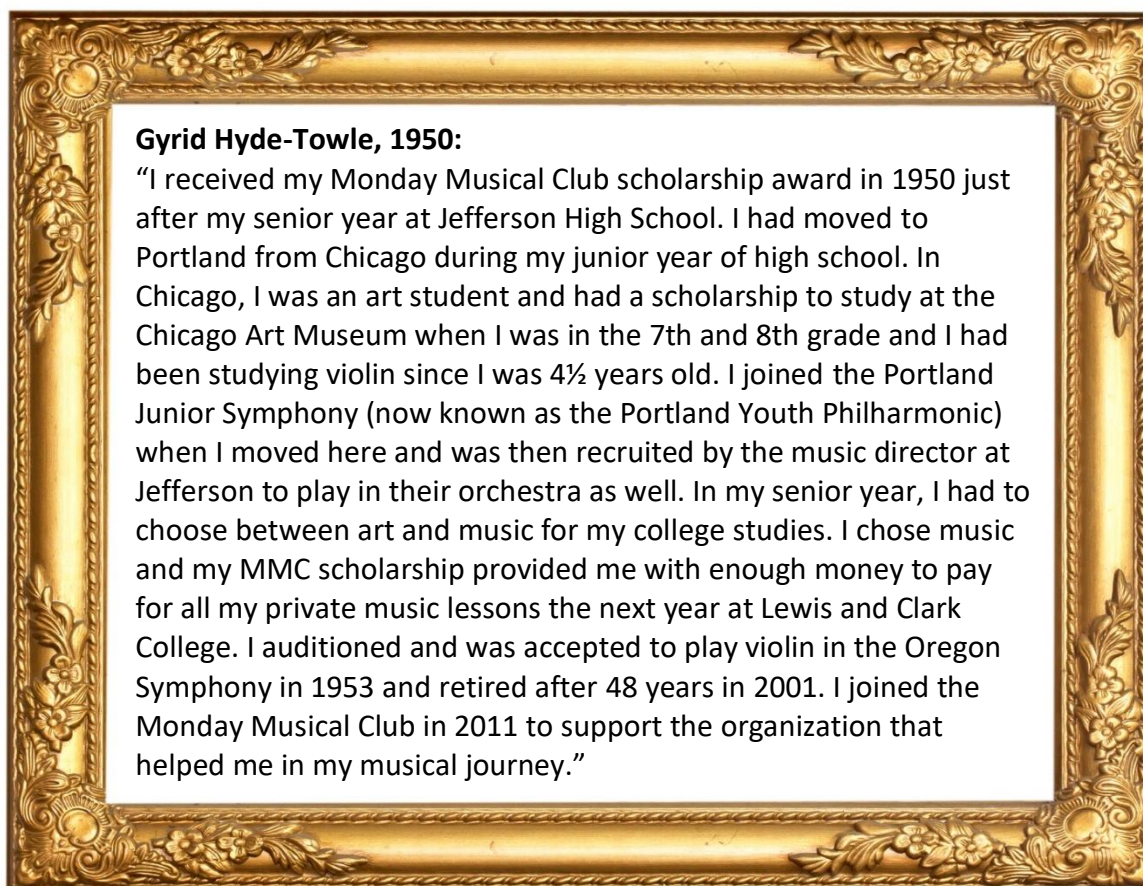 Gyrid Hyde-Towle, 1950:
“I received my Monday Musical Club scholarship award in 1950 just
after my senior year at Jefferson High School. I had moved to
Portland from Chicago during my junior year of high school. In
Chicago, I was an art student and had a scholarship to study at the
Chicago Art Museum when I was in the 7th and 8th grade and I had
been studying violin since I was 4½ years old. I joined the Portland
Junior Symphony (now known as the Portland Youth Philharmonic)
when I moved here and was then recruited by the music director at
Jefferson to play in their orchestra as well. In my senior year, I had to
choose between art and music for my college studies. I chose music
and my MMC scholarship provided me with enough money to pay
for all my private music lessons the next year at Lewis and Clark
College. I auditioned and was accepted to play violin in the Oregon
Symphony in 1953 and retired after 48 years in 2001. I joined the
Monday Musical Club in 2011 to support the organization that
helped me in my musical journey.”